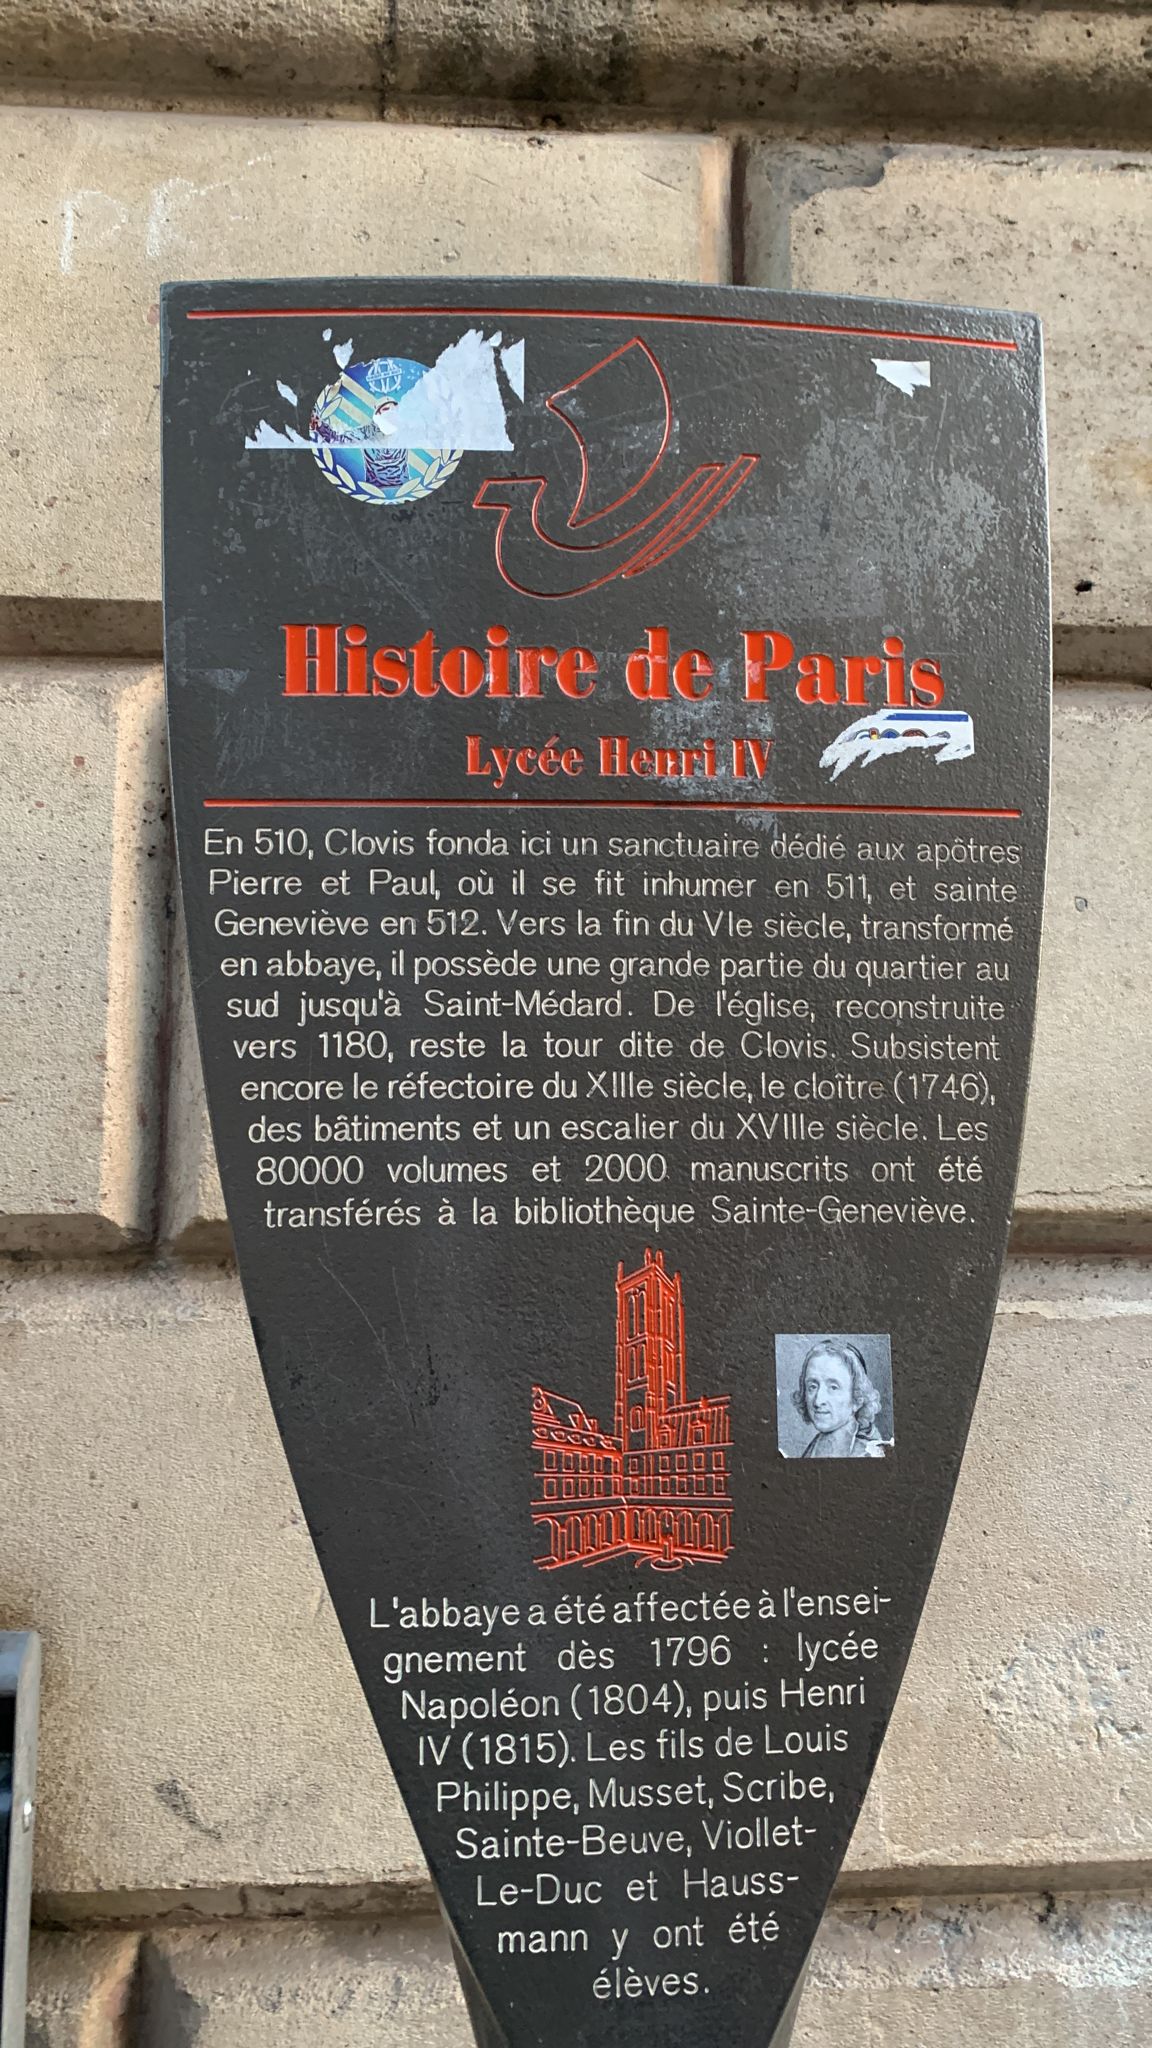 Histoire de Paris
Lycée Henri IV
En 510, Clovis fonda ici un sanctuaire dédié aux apôtres
Pierre et Paul, où il se fit inhumer en 511, et sainte
Geneviève en 512. Vers la fin du VIe siècle, transformé
en abbaye, il possède une grande partie du quartier au
sud jusqu'à Saint-Médard. De l'église, reconstruite
vers 1180, reste la tour dite de Clovis. Subsistent
encore le réfectoire du XIIIe siècle, le cloître (1746),
des bâtiments et un escalier du XVIIIe siècle. Les
80000 volumes et 2000 manuscrits ont été
transférés à la bibliothèque Sainte-Geneviève.
L'abbaye a été affectée à l'ensei-
gnement dès 1796 : lycée
Napoléon (1804), puis Henri
IV (1815). Les fils de Louis
Philippe, Musset, Scribe,
Sainte-Beuve, Viollet-
Le-Duc et Hauss-
mann y ont été
élèves.